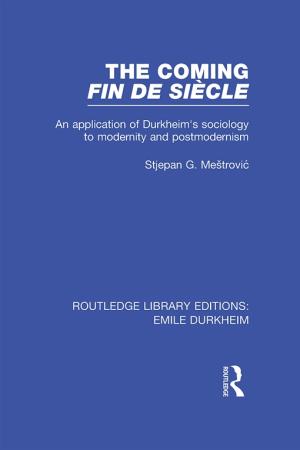 THE COMING
FIN DE SIÈCLE
An application of Durkheim's sociology
to modernity and postmodernism
Stjepan G. Meštrović
ROUTLEDGE LIBRARY EDITIONS:
EMILE DURKHEIM
ROUTLEDGE